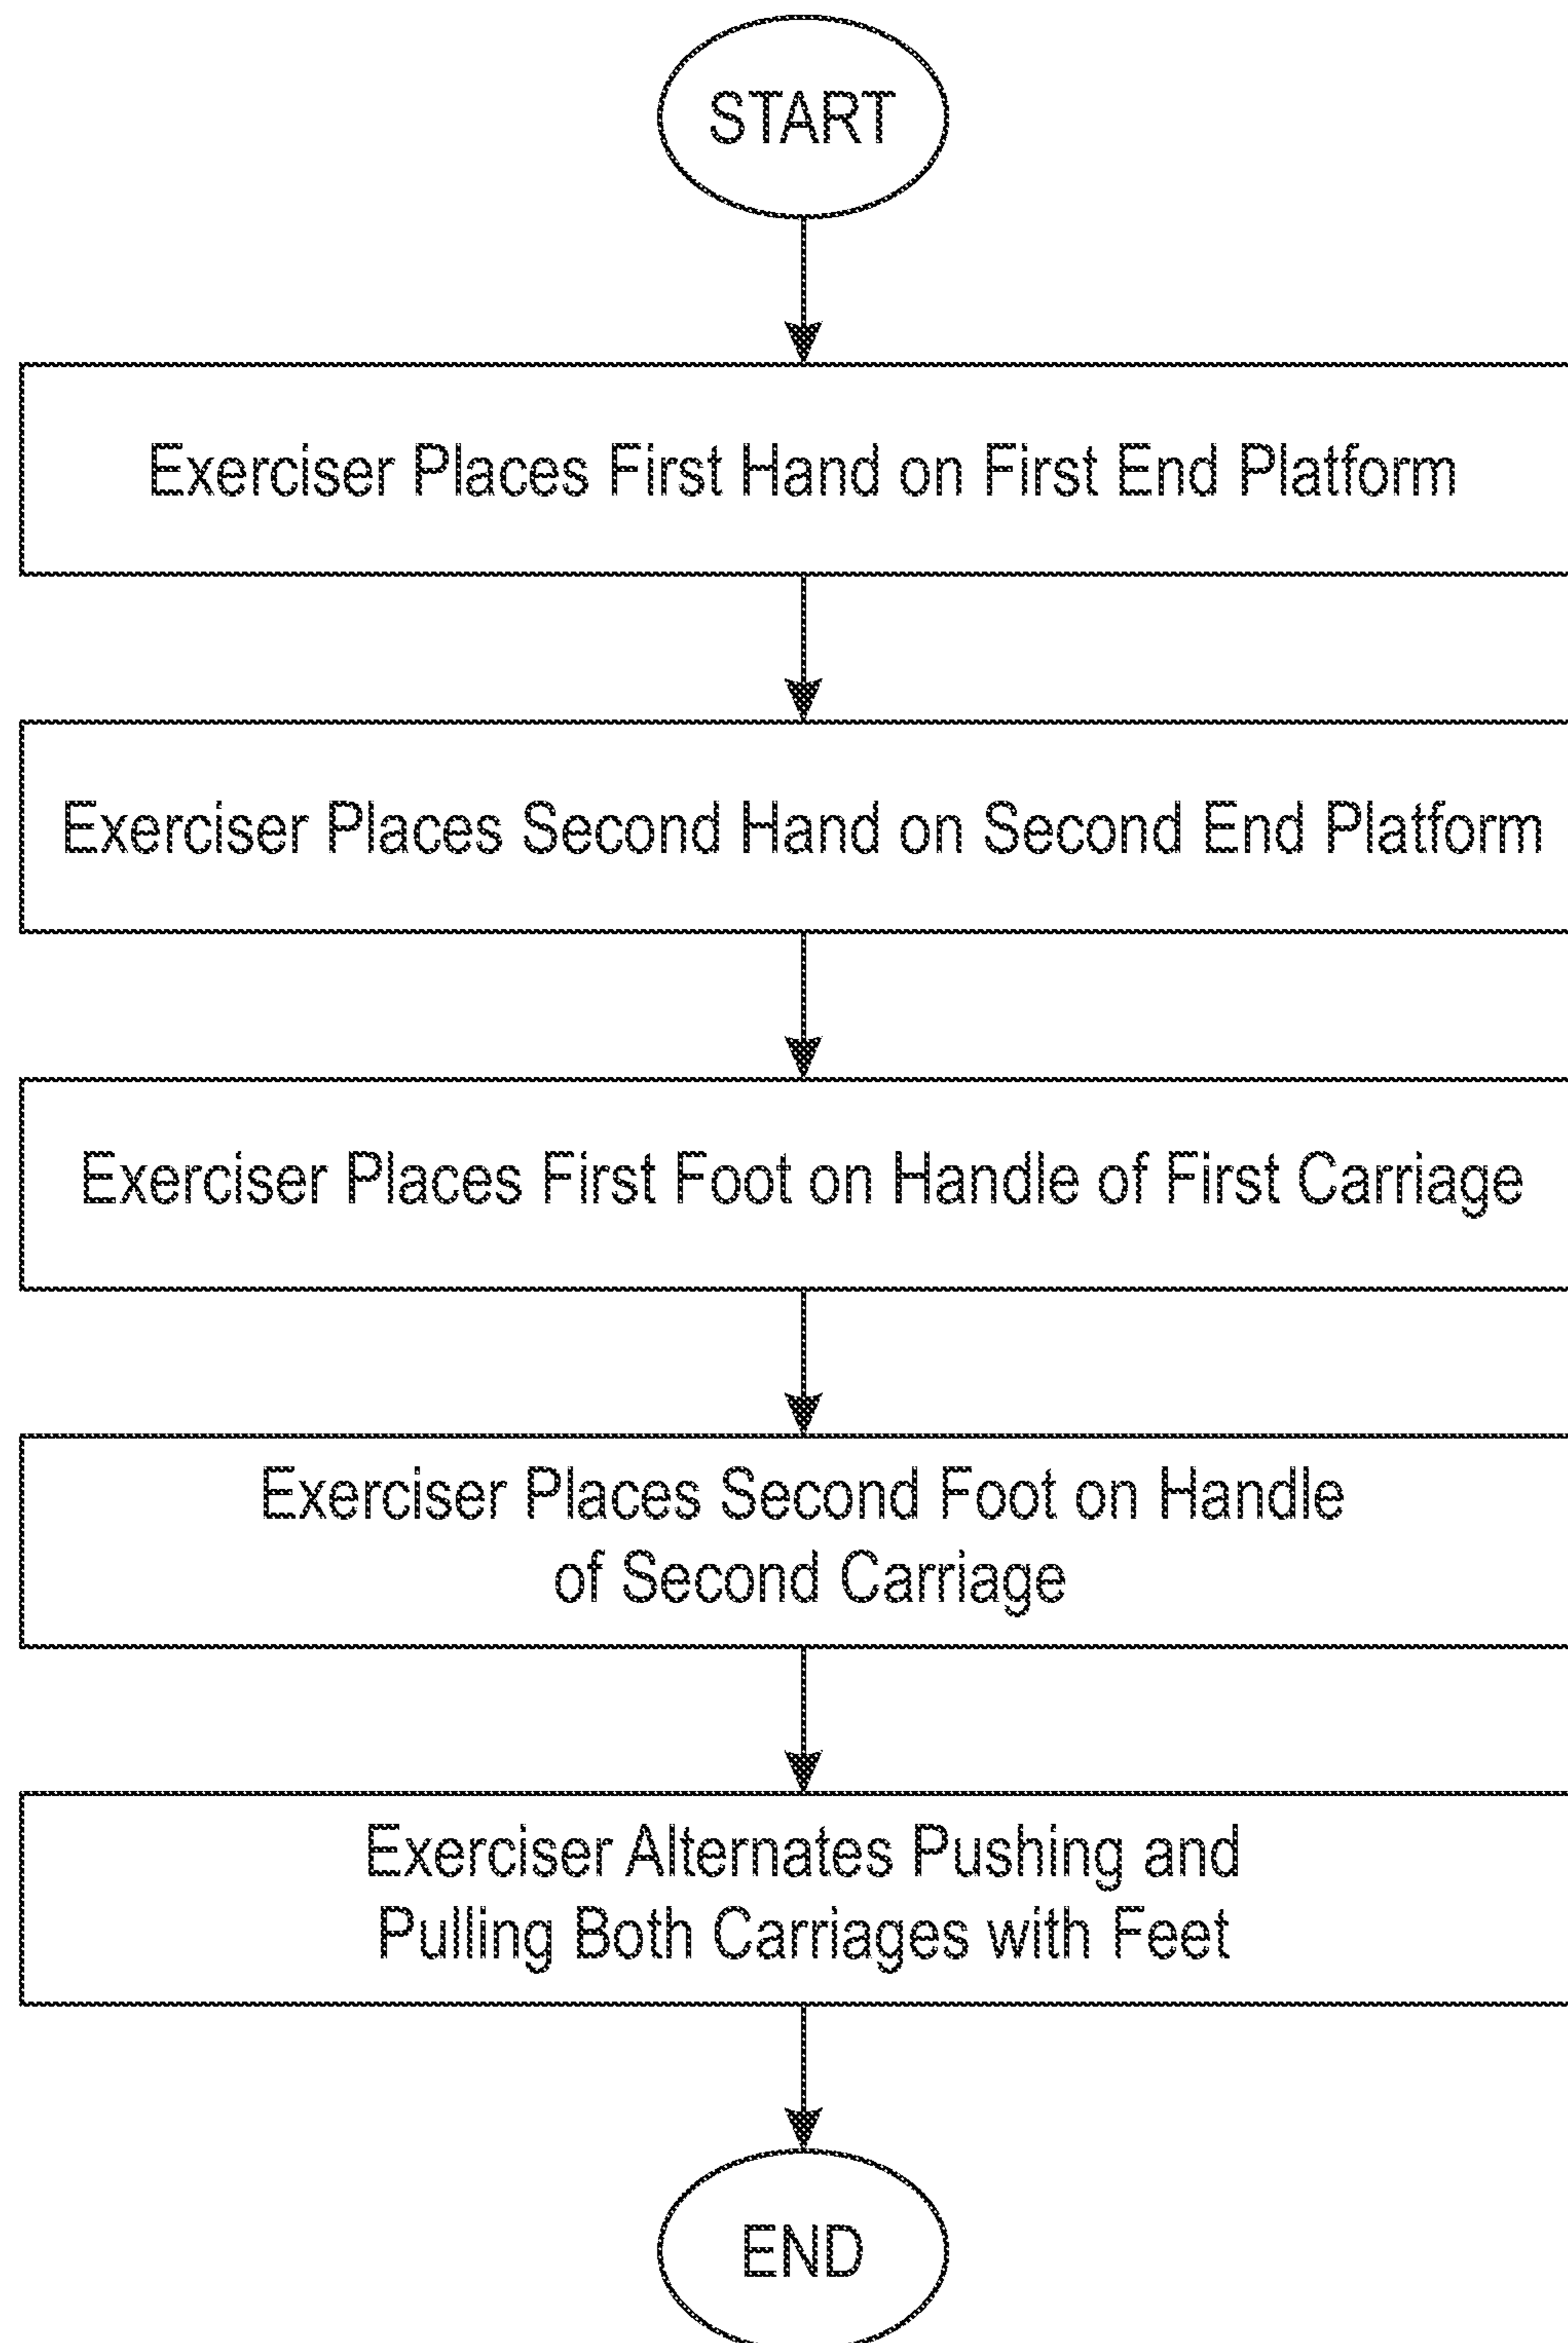 START
Exerciser Places First Hand on First End Platform
Exerciser Places Second Hand on Second End Platform
Exerciser Places First Foot on Handle of First Carriage
Exerciser Places Second Foot on Handle
of Second Carriage
Exerciser Alternates Pushing and
Pulling Both Carriages with Feet
END